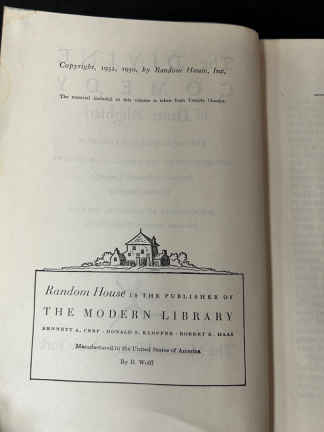 Copyright, 1932, 1950, by Random House, Inc.
The material included in this volume is taken from Temple Classics.
Random House IS THE PUBLISHER OF
THE MODERN LIBRARY
BENNETT A. CERF · DONALD S. KLOPFER · ROBERT K. HAAS
Manufactured in the United States of America
By H. Wolff